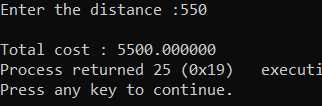 Enter the distance :550
Total cost : 5500.000000
Process returned 25 (0x19)   executi
Press any key to continue.